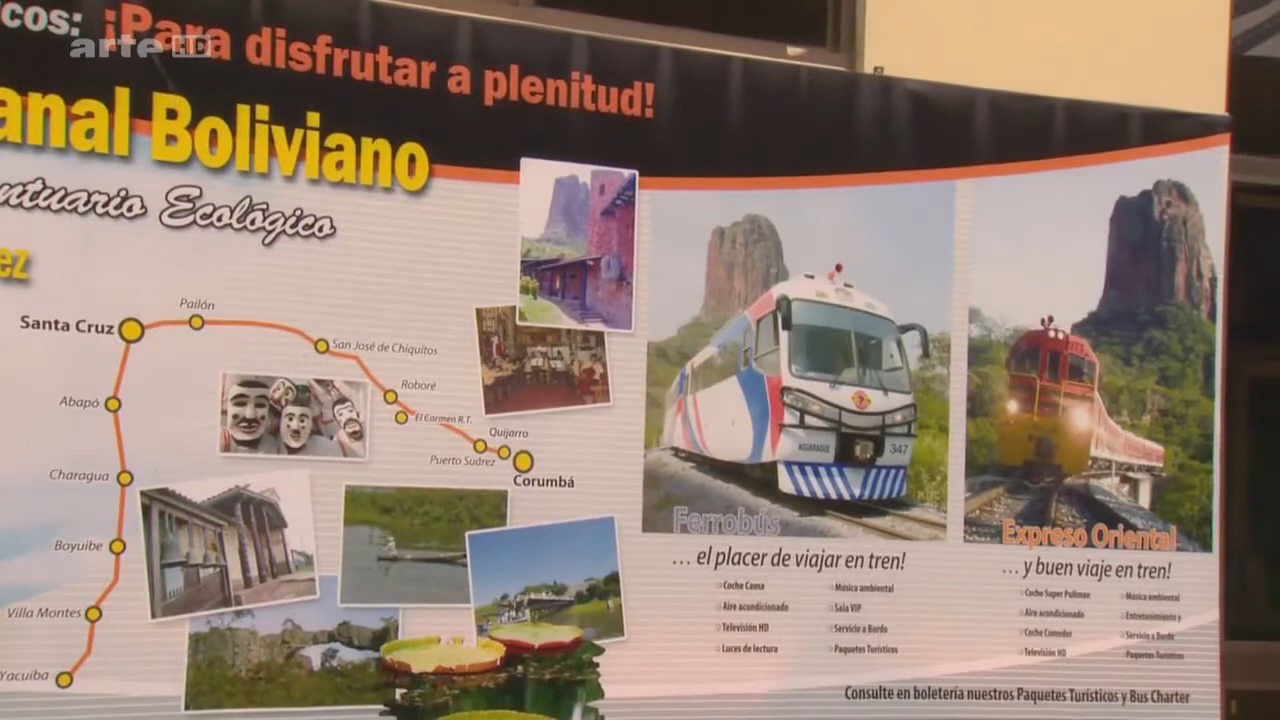 cos: ¡Para disfrutar a plenitud!
arte HD
anal Boliviano
ntuario Ecológico
ez
Pailón
Santa Cruz
San José de Chiquitos
Roboré
Abapó
El Carmen R.T.
Quijarro
Puerto Suárez
Corumbá
Charagua
Boyuibe
Villa Montes
Yacuiba
347
Ferrobús
... el placer de viajar en tren!
Coche Cama
Aire acondicionado
Televisión HD
Luces de lectura
Música ambiental
Sala VIP
Servicio a Bordo
Paquetes Turísticos
Expreso Oriental
... y buen viaje en tren!
Coche Super Pullman
Aire acondicionado
Coche Comedor
Televisión HD
Música ambiental
Entretenimiento y
Servicio a Bordo
Paquetes Turísticos
Consulte en boletería nuestros Paquetes Turísticos y Bus Charter